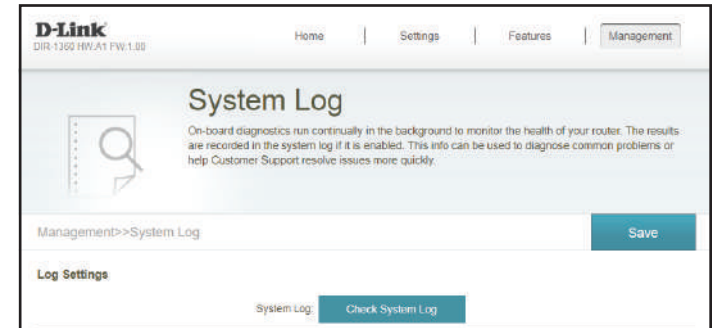 D-Link
DIR-1360 HW:A1 FW:1.00
Home | Settings | Features | Management
System Log
On-board diagnostics run continually in the background to monitor the health of your router. The results
are recorded in the system log if it is enabled. This info can be used to diagnose common problems or
help Customer Support resolve issues more quickly.
Management>>System Log
Save
Log Settings
System Log: Check System Log